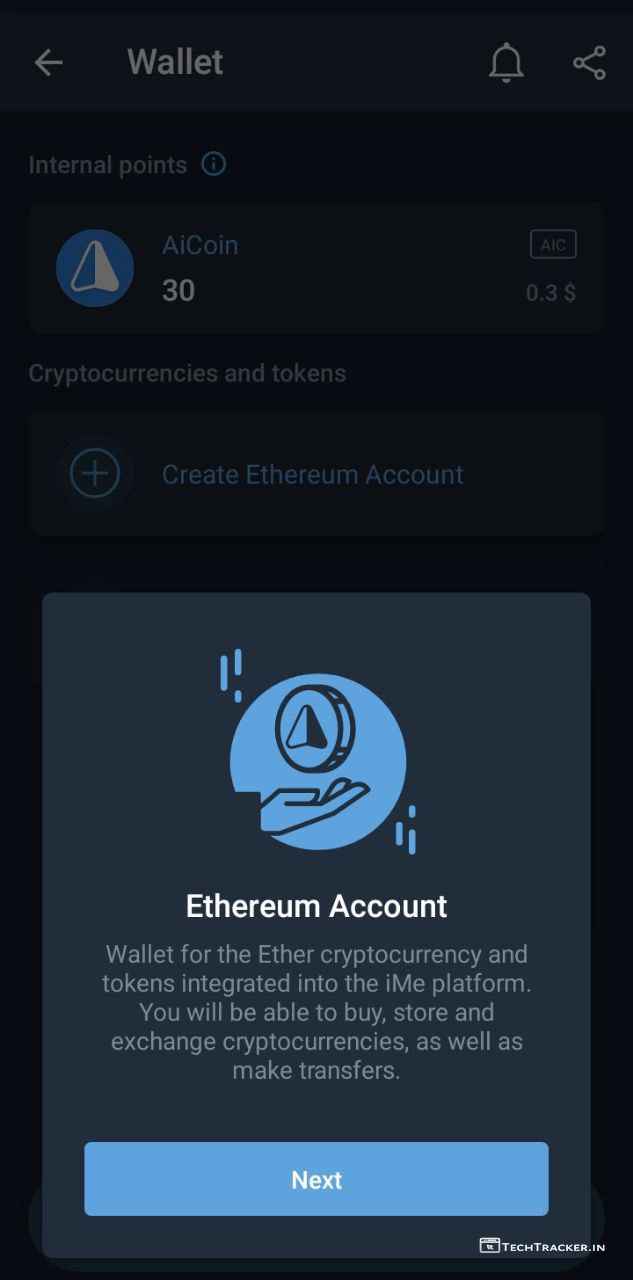 Wallet
Internal points
AiCoin
AIC
30
0.3 $
Cryptocurrencies and tokens
Create Ethereum Account
Ethereum Account
Wallet for the Ether cryptocurrency and
tokens integrated into the iMe platform.
You will be able to buy, store and
exchange cryptocurrencies, as well as
make transfers.
Next
TECHTRACKER.IN